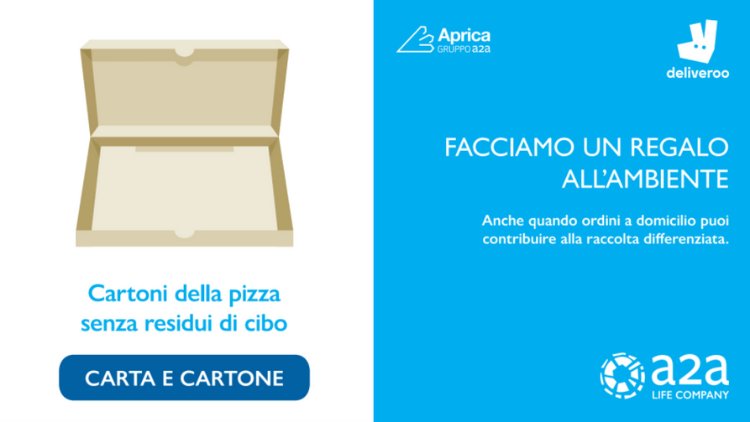 Cartoni della pizza
senza residui di cibo
CARTA E CARTONE
Aprica
GRUPPO a2a
deliveroo
FACCIAMO UN REGALO
ALL'AMBIENTE
Anche quando ordini a domicilio puoi
contribuire alla raccolta differenziata.
a2a
LIFE COMPANY